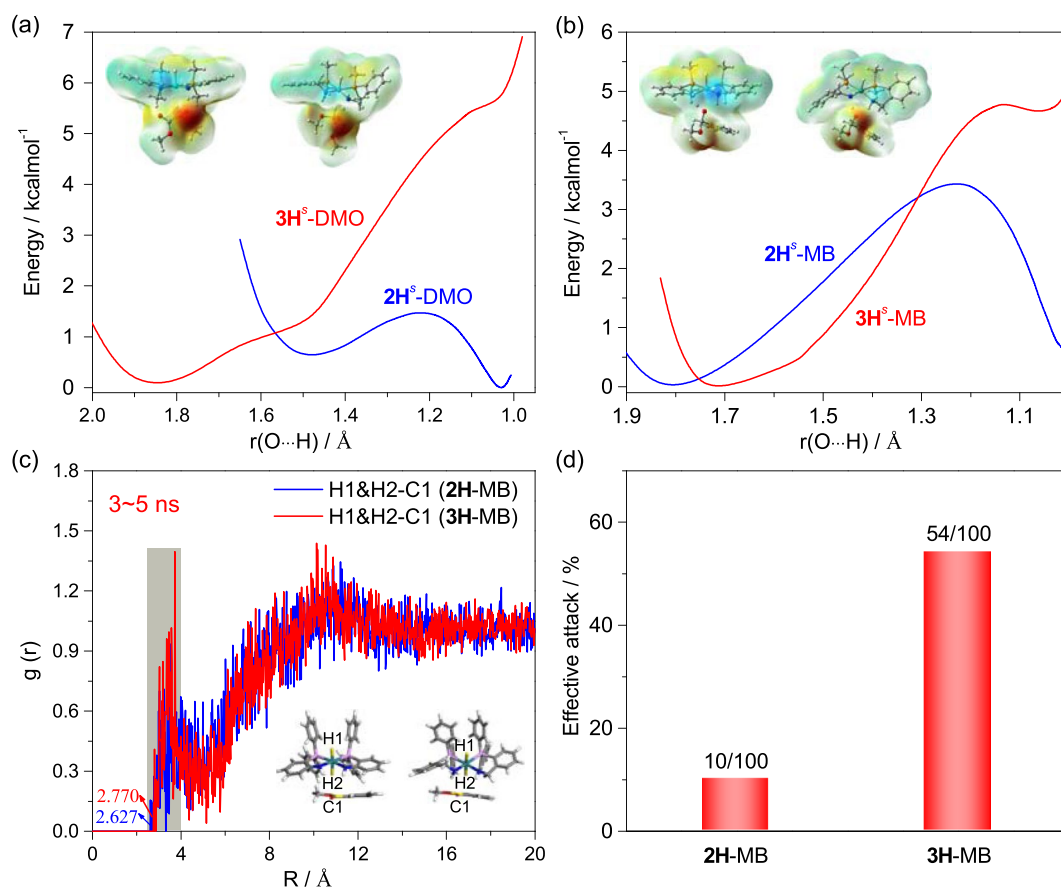 (a)
7
6
5
4
3
2
1
0
Energy / kcalmol⁻¹
3Hˢ-DMO
2Hˢ-DMO
2.0
1.8
1.6
1.4
1.2
1.0
r(O···H) / Å
(b)
6
5
4
3
2
1
0
Energy / kcalmol⁻¹
2Hˢ-MB
3Hˢ-MB
1.9
1.7
1.5
1.3
1.1
r(O···H) / Å
(c)
1.8
1.5
1.2
0.9
0.6
0.3
0.0
g (r)
3~5 ns
H1&H2-C1 (2H-MB)
H1&H2-C1 (3H-MB)
2.770
2.627
H1
H2
C1
H1
H2
C1
0
4
8
12
16
20
R / Å
(d)
60
40
20
0
Effective attack / %
10/100
54/100
2H-MB
3H-MB